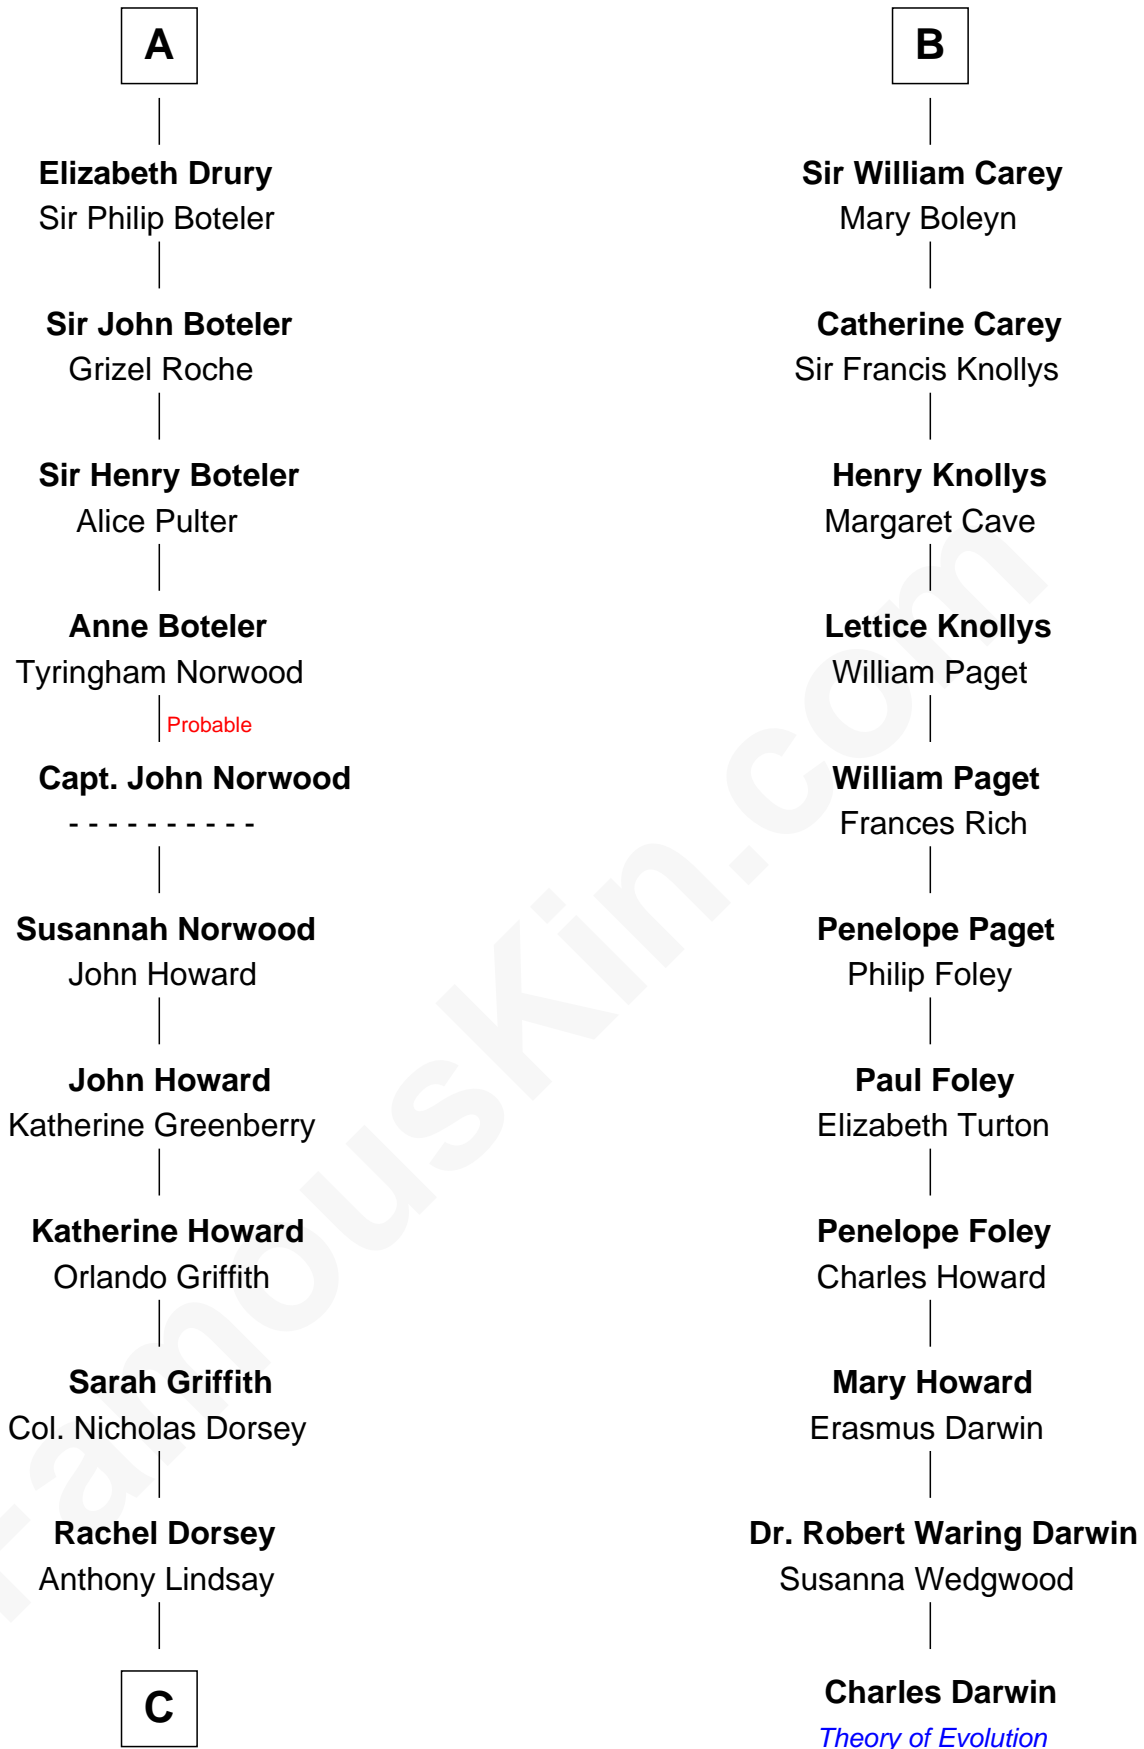 A
Elizabeth Drury
Sir Philip Boteler
Sir John Boteler
Grizel Roche
Sir Henry Boteler
Alice Pulter
Anne Boteler
Tyringham Norwood
Probable
Capt. John Norwood
- - - - - - - - - -
Susannah Norwood
John Howard
John Howard
Katherine Greenberry
Katherine Howard
Orlando Griffith
Sarah Griffith
Col. Nicholas Dorsey
Rachel Dorsey
Anthony Lindsay
C
B
Sir William Carey
Mary Boleyn
Catherine Carey
Sir Francis Knollys
Henry Knollys
Margaret Cave
Lettice Knollys
William Paget
William Paget
Frances Rich
Penelope Paget
Philip Foley
Paul Foley
Elizabeth Turton
Penelope Foley
Charles Howard
Mary Howard
Erasmus Darwin
Dr. Robert Waring Darwin
Susanna Wedgwood
Charles Darwin
Theory of Evolution
FamousKin.com